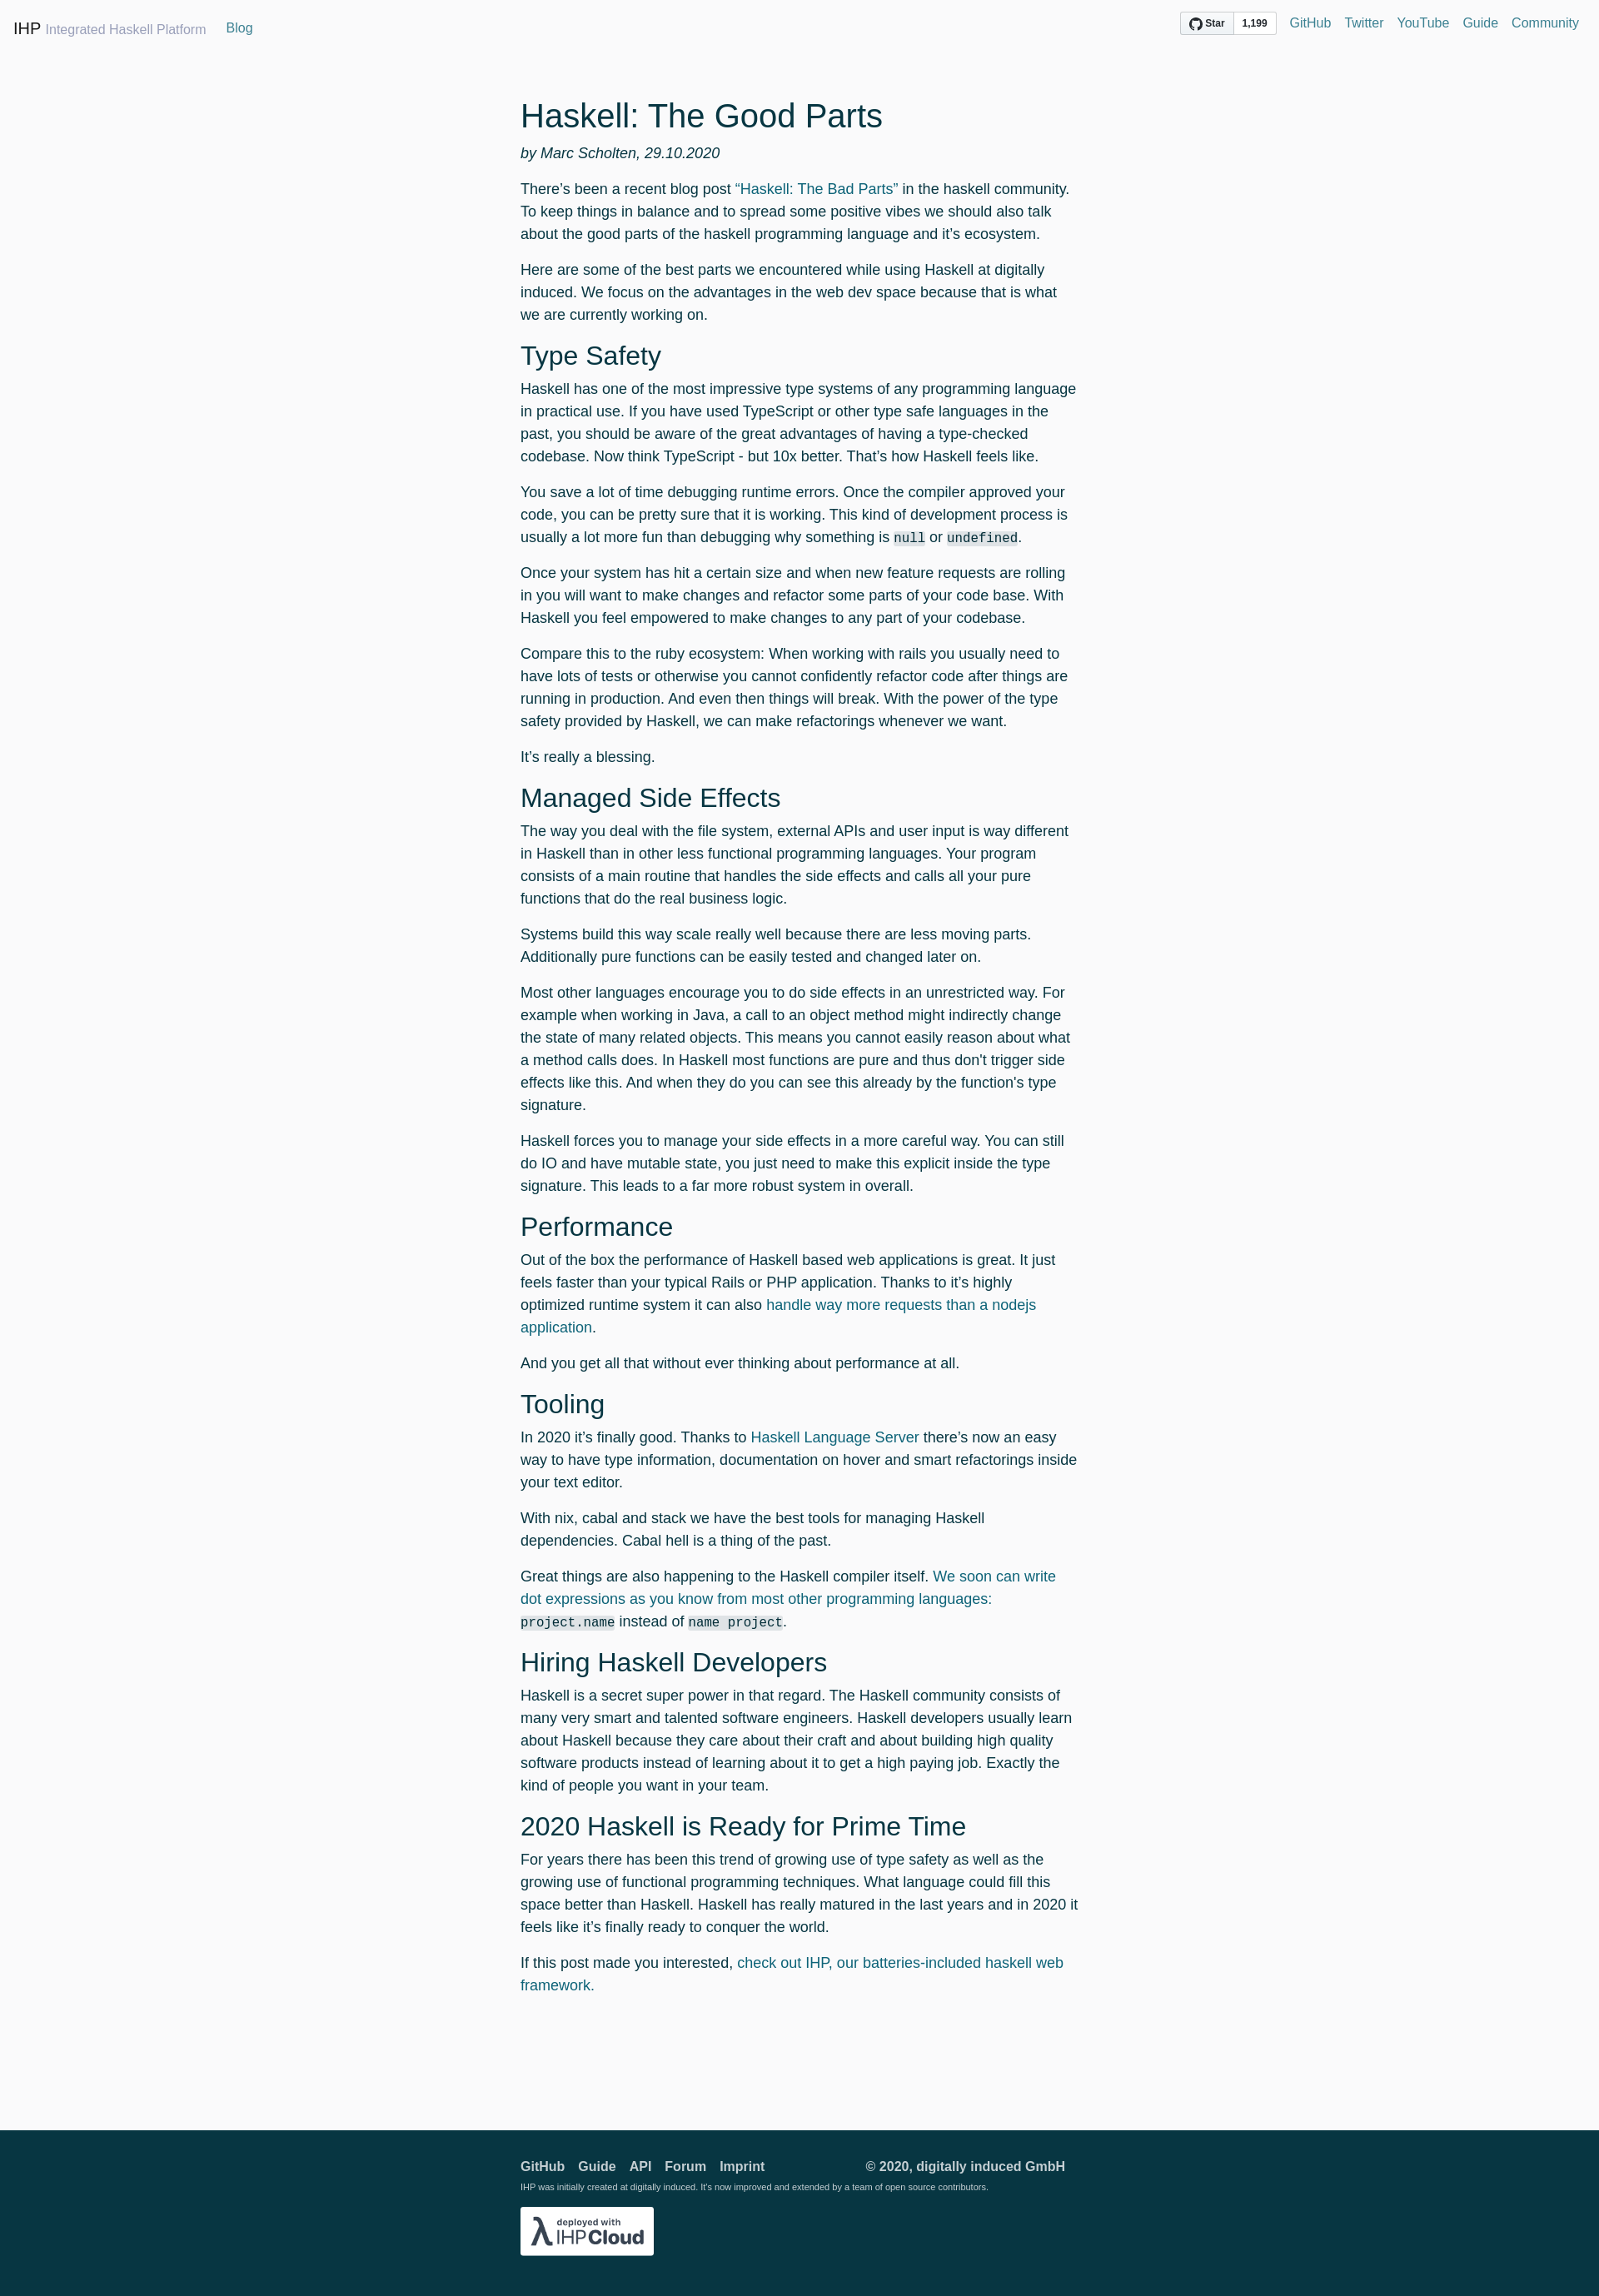 IHP Integrated Haskell Platform Blog
Star 1,199 GitHub Twitter YouTube Guide Community
Haskell: The Good Parts
by Marc Scholten, 29.10.2020
There’s been a recent blog post “Haskell: The Bad Parts” in the haskell community.
To keep things in balance and to spread some positive vibes we should also talk
about the good parts of the haskell programming language and it’s ecosystem.
Here are some of the best parts we encountered while using Haskell at digitally
induced. We focus on the advantages in the web dev space because that is what
we are currently working on.
Type Safety
Haskell has one of the most impressive type systems of any programming language
in practical use. If you have used TypeScript or other type safe languages in the
past, you should be aware of the great advantages of having a type-checked
codebase. Now think TypeScript - but 10x better. That’s how Haskell feels like.
You save a lot of time debugging runtime errors. Once the compiler approved your
code, you can be pretty sure that it is working. This kind of development process is
usually a lot more fun than debugging why something is null or undefined.
Once your system has hit a certain size and when new feature requests are rolling
in you will want to make changes and refactor some parts of your code base. With
Haskell you feel empowered to make changes to any part of your codebase.
Compare this to the ruby ecosystem: When working with rails you usually need to
have lots of tests or otherwise you cannot confidently refactor code after things are
running in production. And even then things will break. With the power of the type
safety provided by Haskell, we can make refactorings whenever we want.
It’s really a blessing.
Managed Side Effects
The way you deal with the file system, external APIs and user input is way different
in Haskell than in other less functional programming languages. Your program
consists of a main routine that handles the side effects and calls all your pure
functions that do the real business logic.
Systems build this way scale really well because there are less moving parts.
Additionally pure functions can be easily tested and changed later on.
Most other languages encourage you to do side effects in an unrestricted way. For
example when working in Java, a call to an object method might indirectly change
the state of many related objects. This means you cannot easily reason about what
a method calls does. In Haskell most functions are pure and thus don't trigger side
effects like this. And when they do you can see this already by the function's type
signature.
Haskell forces you to manage your side effects in a more careful way. You can still
do IO and have mutable state, you just need to make this explicit inside the type
signature. This leads to a far more robust system in overall.
Performance
Out of the box the performance of Haskell based web applications is great. It just
feels faster than your typical Rails or PHP application. Thanks to it’s highly
optimized runtime system it can also handle way more requests than a nodejs
application.
And you get all that without ever thinking about performance at all.
Tooling
In 2020 it’s finally good. Thanks to Haskell Language Server there’s now an easy
way to have type information, documentation on hover and smart refactorings inside
your text editor.
With nix, cabal and stack we have the best tools for managing Haskell
dependencies. Cabal hell is a thing of the past.
Great things are also happening to the Haskell compiler itself. We soon can write
dot expressions as you know from most other programming languages:
project.name instead of name project.
Hiring Haskell Developers
Haskell is a secret super power in that regard. The Haskell community consists of
many very smart and talented software engineers. Haskell developers usually learn
about Haskell because they care about their craft and about building high quality
software products instead of learning about it to get a high paying job. Exactly the
kind of people you want in your team.
2020 Haskell is Ready for Prime Time
For years there has been this trend of growing use of type safety as well as the
growing use of functional programming techniques. What language could fill this
space better than Haskell. Haskell has really matured in the last years and in 2020 it
feels like it’s finally ready to conquer the world.
If this post made you interested, check out IHP, our batteries-included haskell web
framework.
GitHub Guide API Forum Imprint © 2020, digitally induced GmbH
IHP was initially created at digitally induced. It's now improved and extended by a team of open source contributors.
deployed with
IHPCloud